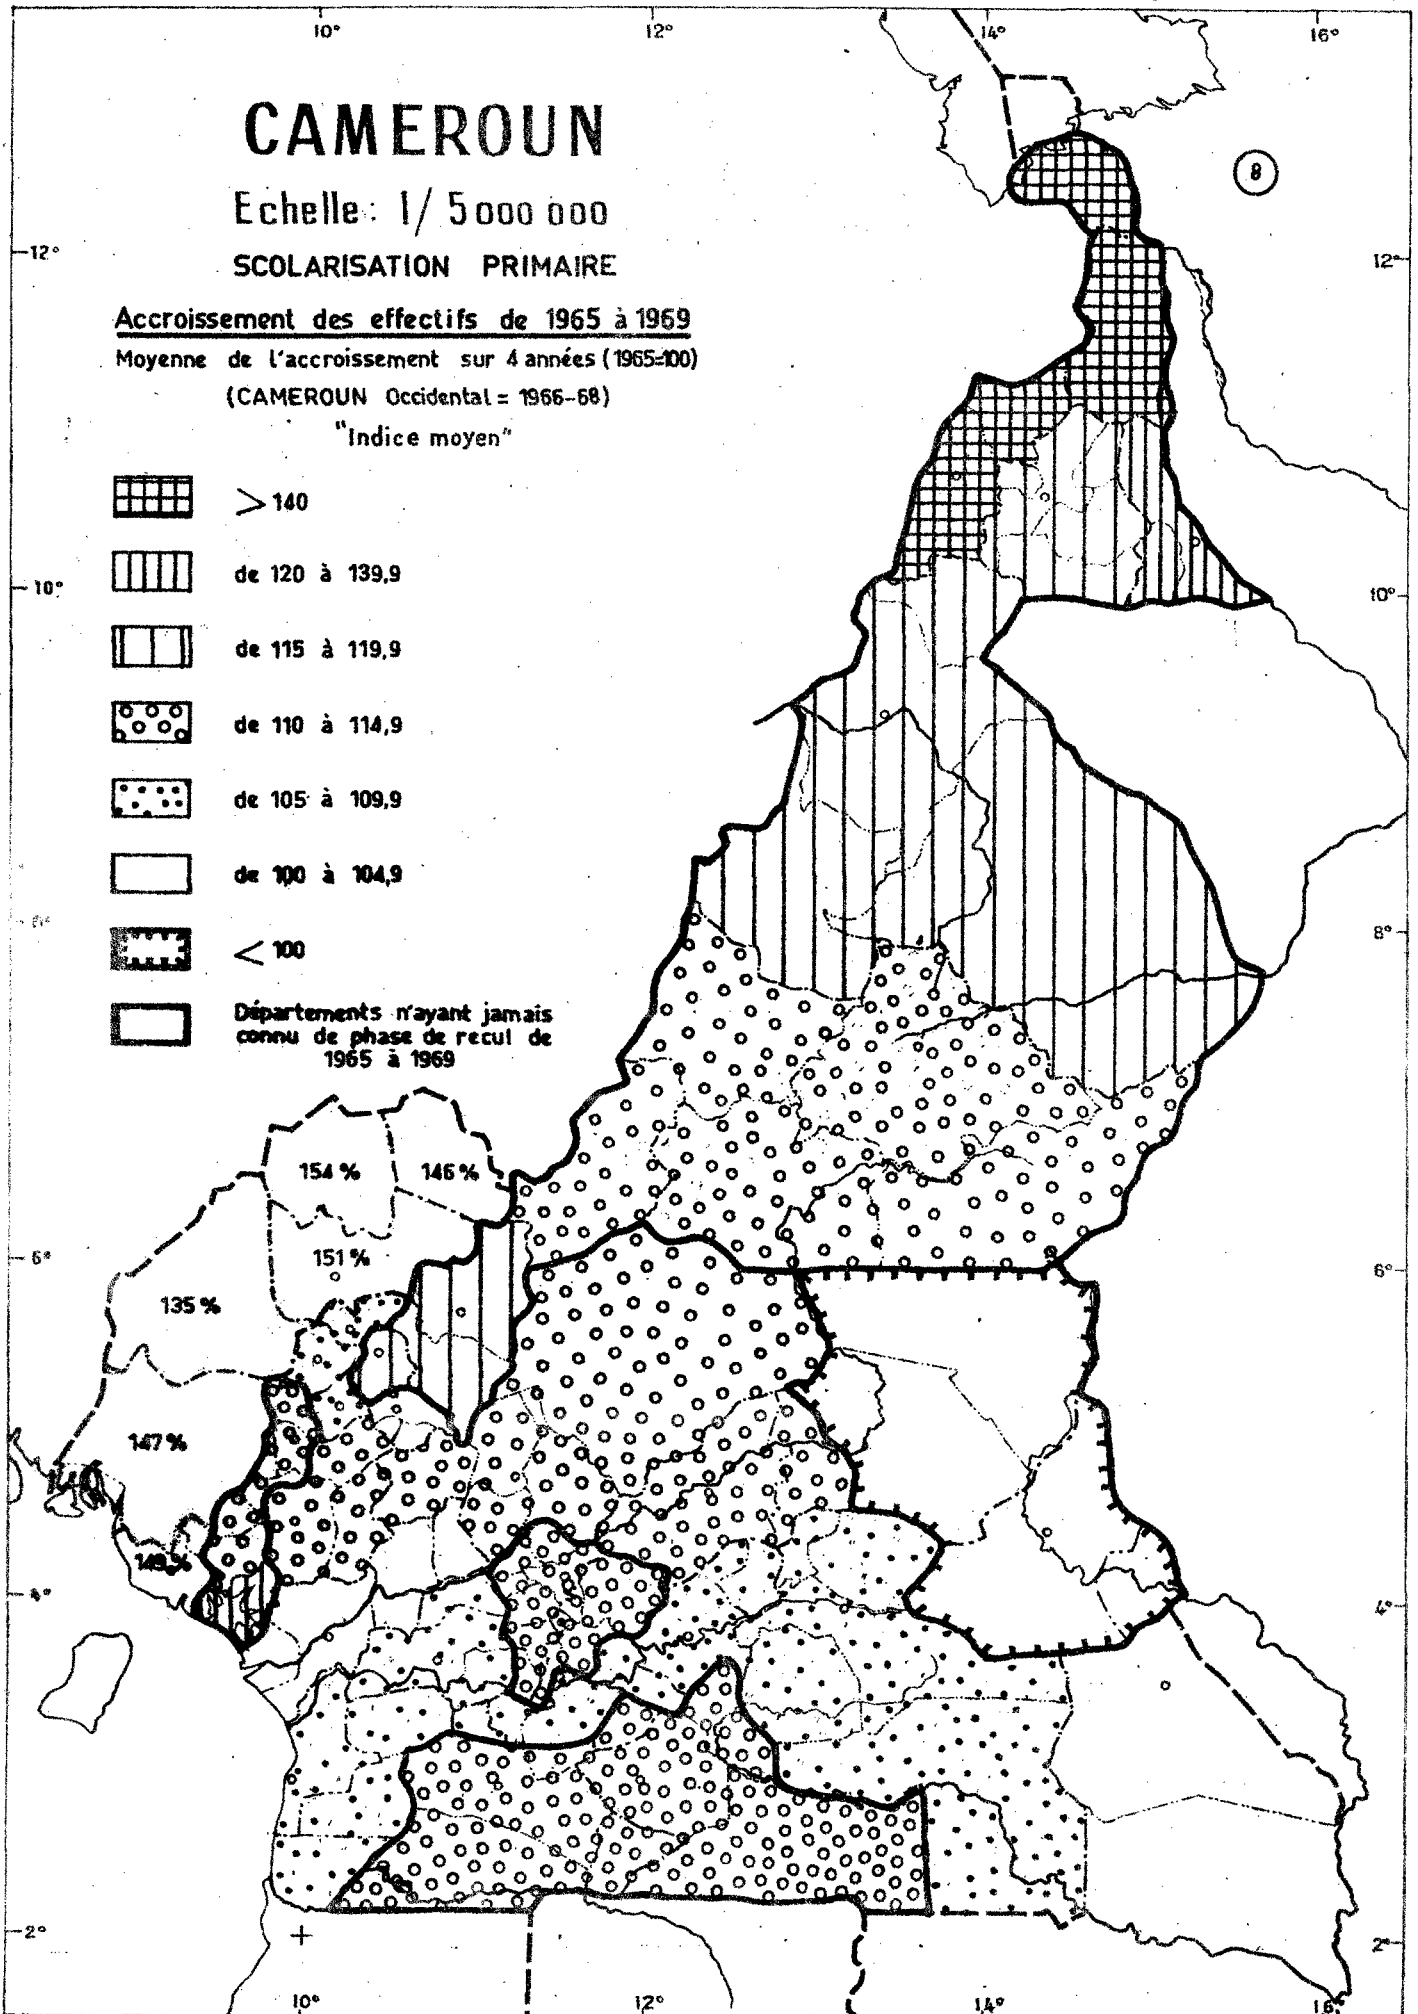 10° 12° 14° 16°
CAMEROUN
8
Echelle: 1/ 5 000 000
12° 12°
SCOLARISATION PRIMAIRE
Accroissement des effectifs de 1965 à 1969
Moyenne de l'accroissement sur 4 années (1965=100)
(CAMEROUN Occidental = 1966-68)
"Indice moyen"
> 140
de 120 à 139,9
10° 10°
de 115 à 119,9
de 110 à 114,9
de 105 à 109,9
de 100 à 104,9
8°
< 100
Départements n'ayant jamais
connu de phase de recul de
1965 à 1969
154 % 146 %
151 %
6° 6°
135 %
147 %
4° 4°
2° 2°
10° 12° 14° 16°